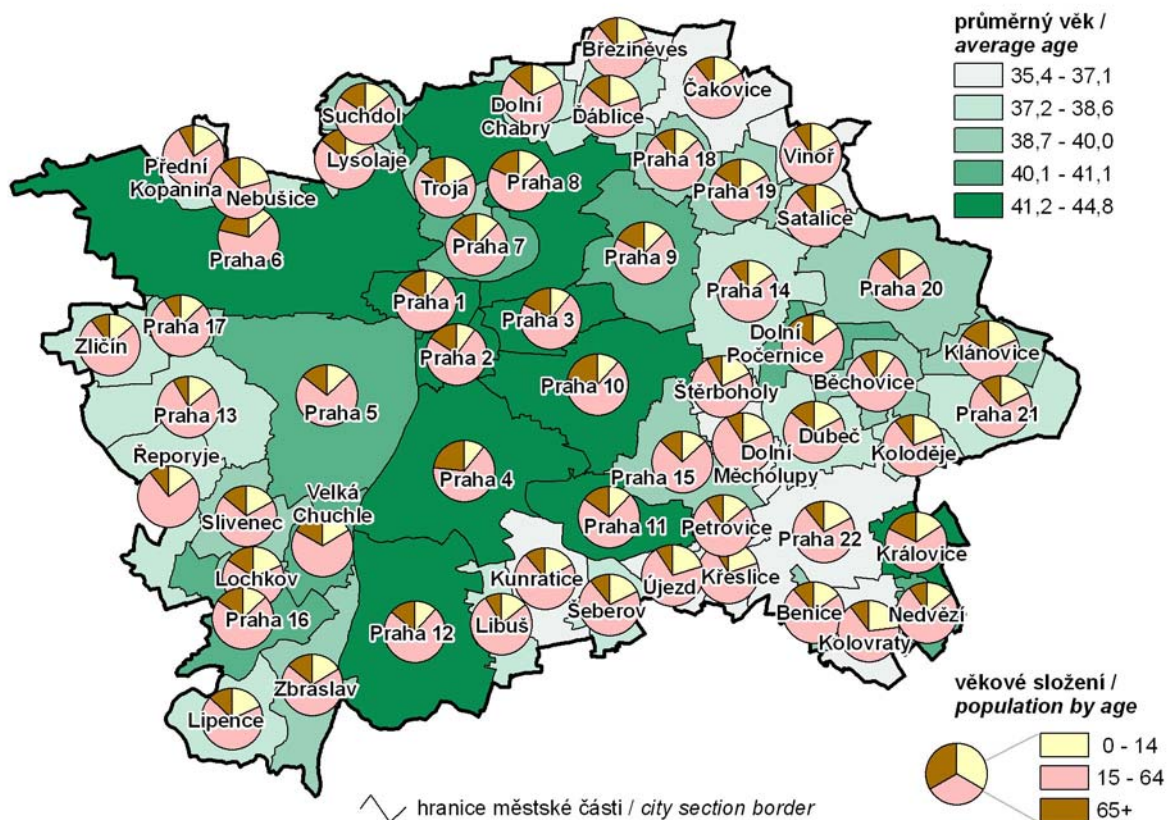 průměrný věk /
average age
35,4 - 37,1
37,2 - 38,6
38,7 - 40,0
40,1 - 41,1
41,2 - 44,8
Březiněves
Čakovice
Dolní
Chabry
Ďáblice
Suchdol
Lysolaje
Přední
Kopanina
Nebušice
Troja
Praha 8
Praha 18
Vinoř
Praha 19
Satalice
Praha 6
Praha 7
Praha 9
Praha 14
Praha 20
Praha 1
Praha 3
Praha 17
Zličín
Praha 2
Dolní
Počernice
Klánovice
Praha 10
Štěrboholy
Běchovice
Praha 13
Praha 5
Praha 21
Dubeč
Koloděje
Řeporyje
Praha 4
Praha 15
Dolní
Měcholupy
Velká
Chuchle
Slivenec
Praha 11
Petrovice
Praha 22
Královice
Lochkov
Kunratice
Újezd
Křeslice
Praha 16
Praha 12
Libuš
Šeberov
Benice
Kolovraty
Nedvězí
Zbraslav
Lipence
věkové složení /
population by age
0 - 14
15 - 64
65+
hranice městské části / city section border